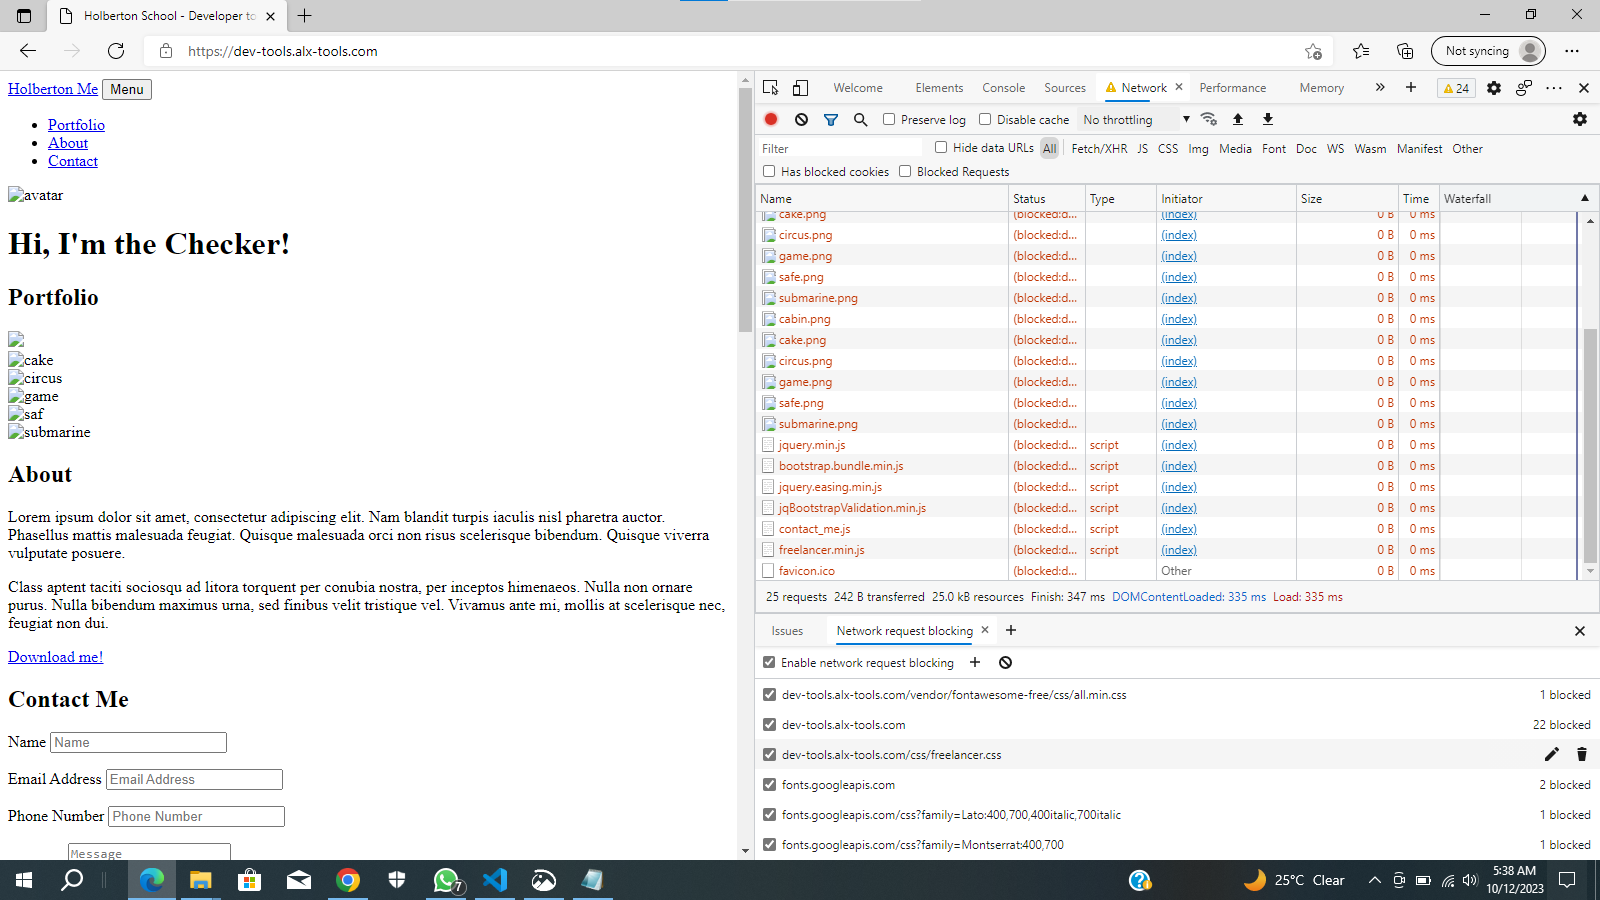 Holberton School - Developer to
https://dev-tools.alx-tools.com
Not syncing
Holberton Me Menu
Portfolio
About
Contact
avatar
Hi, I'm the Checker!
Portfolio
cake
circus
game
saf
submarine
About
Lorem ipsum dolor sit amet, consectetur adipiscing elit. Nam blandit turpis iaculis nisl pharetra auctor.
Phasellus mattis malesuada feugiat. Quisque malesuada orci non risus scelerisque bibendum. Quisque viverra
vulputate posuere.
Class aptent taciti sociosqu ad litora torquent per conubia nostra, per inceptos himenaeos. Nulla non ornare
purus. Nulla bibendum maximus urna, sed finibus velit tristique vel. Vivamus ante mi, mollis at scelerisque nec,
feugiat non dui.
Download me!
Contact Me
Name Name
Email Address Email Address
Phone Number Phone Number
Message
Welcome Elements Console Sources Network Performance Memory 24
Preserve log Disable cache No throttling
Filter Hide data URLs All Fetch/XHR JS CSS Img Media Font Doc WS Wasm Manifest Other
Has blocked cookies Blocked Requests
Name Status Type Initiator Size Time Waterfall
cake.png (blocked:d... (index) 0 B 0 ms
circus.png (blocked:d... (index) 0 B 0 ms
game.png (blocked:d... (index) 0 B 0 ms
safe.png (blocked:d... (index) 0 B 0 ms
submarine.png (blocked:d... (index) 0 B 0 ms
cabin.png (blocked:d... (index) 0 B 0 ms
cake.png (blocked:d... (index) 0 B 0 ms
circus.png (blocked:d... (index) 0 B 0 ms
game.png (blocked:d... (index) 0 B 0 ms
safe.png (blocked:d... (index) 0 B 0 ms
submarine.png (blocked:d... (index) 0 B 0 ms
jquery.min.js (blocked:d... script (index) 0 B 0 ms
bootstrap.bundle.min.js (blocked:d... script (index) 0 B 0 ms
jquery.easing.min.js (blocked:d... script (index) 0 B 0 ms
jqBootstrapValidation.min.js (blocked:d... script (index) 0 B 0 ms
contact_me.js (blocked:d... script (index) 0 B 0 ms
freelancer.min.js (blocked:d... script (index) 0 B 0 ms
favicon.ico (blocked:d... Other 0 B 0 ms
25 requests 242 B transferred 25.0 kB resources Finish: 347 ms DOMContentLoaded: 335 ms Load: 335 ms
Issues Network request blocking
Enable network request blocking
dev-tools.alx-tools.com/vendor/fontawesome-free/css/all.min.css 1 blocked
dev-tools.alx-tools.com 22 blocked
dev-tools.alx-tools.com/css/freelancer.css
fonts.googleapis.com 2 blocked
fonts.googleapis.com/css?family=Lato:400,700,400italic,700italic 1 blocked
fonts.googleapis.com/css?family=Montserrat:400,700 1 blocked
7
25°C Clear
5:38 AM
10/12/2023